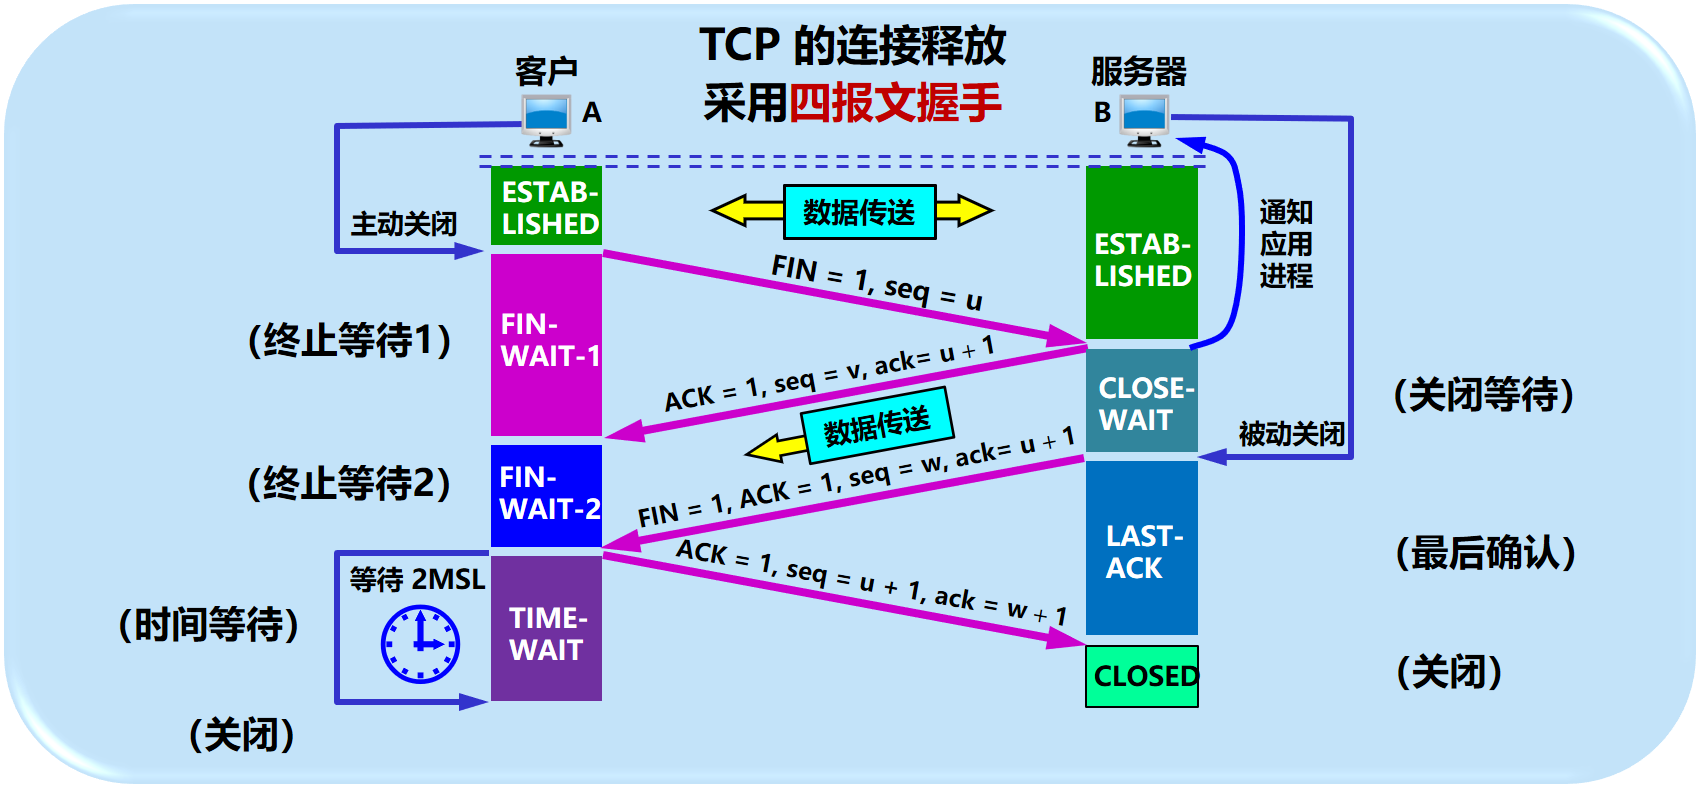 TCP 的连接释放
采用四报文握手
客户
A
服务器
B
ESTAB-
LISHED
主动关闭
数据传送
ESTAB-
LISHED
通知
应用
进程
FIN = 1, seq = u
(终止等待1)
FIN-
WAIT-1
ACK = 1, seq = v, ack= u + 1
CLOSE-
WAIT
(关闭等待)
数据传送
被动关闭
(终止等待2)
FIN-
WAIT-2
FIN = 1, ACK = 1, seq = w, ack= u + 1
LAST-
ACK
(最后确认)
ACK = 1, seq = u + 1, ack = w + 1
等待 2MSL
(时间等待)
TIME-
WAIT
CLOSED
(关闭)
(关闭)